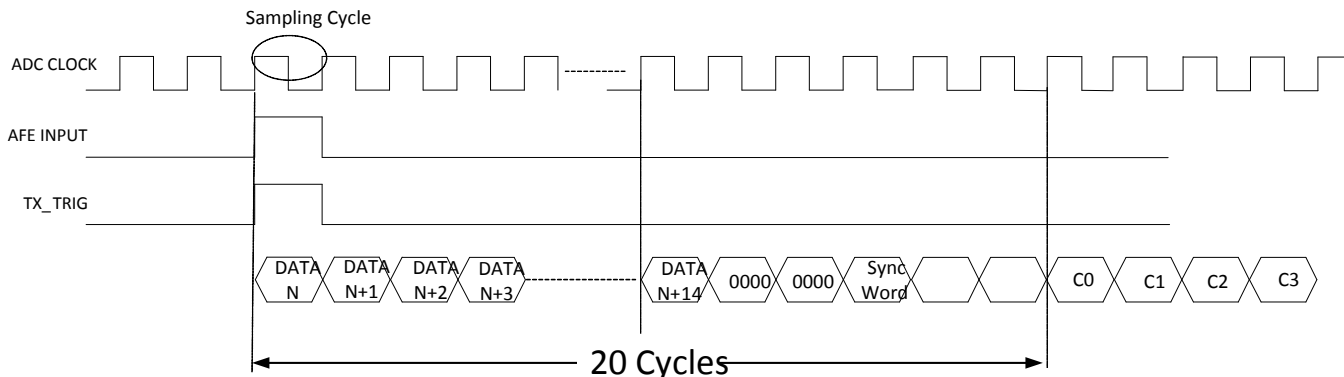 Sampling Cycle
ADC CLOCK
AFE INPUT
TX_TRIG
DATA
N
DATA
N+1
DATA
N+2
DATA
N+3
DATA
N+14
0000
0000
Sync
Word
C0
C1
C2
C3
20 Cycles